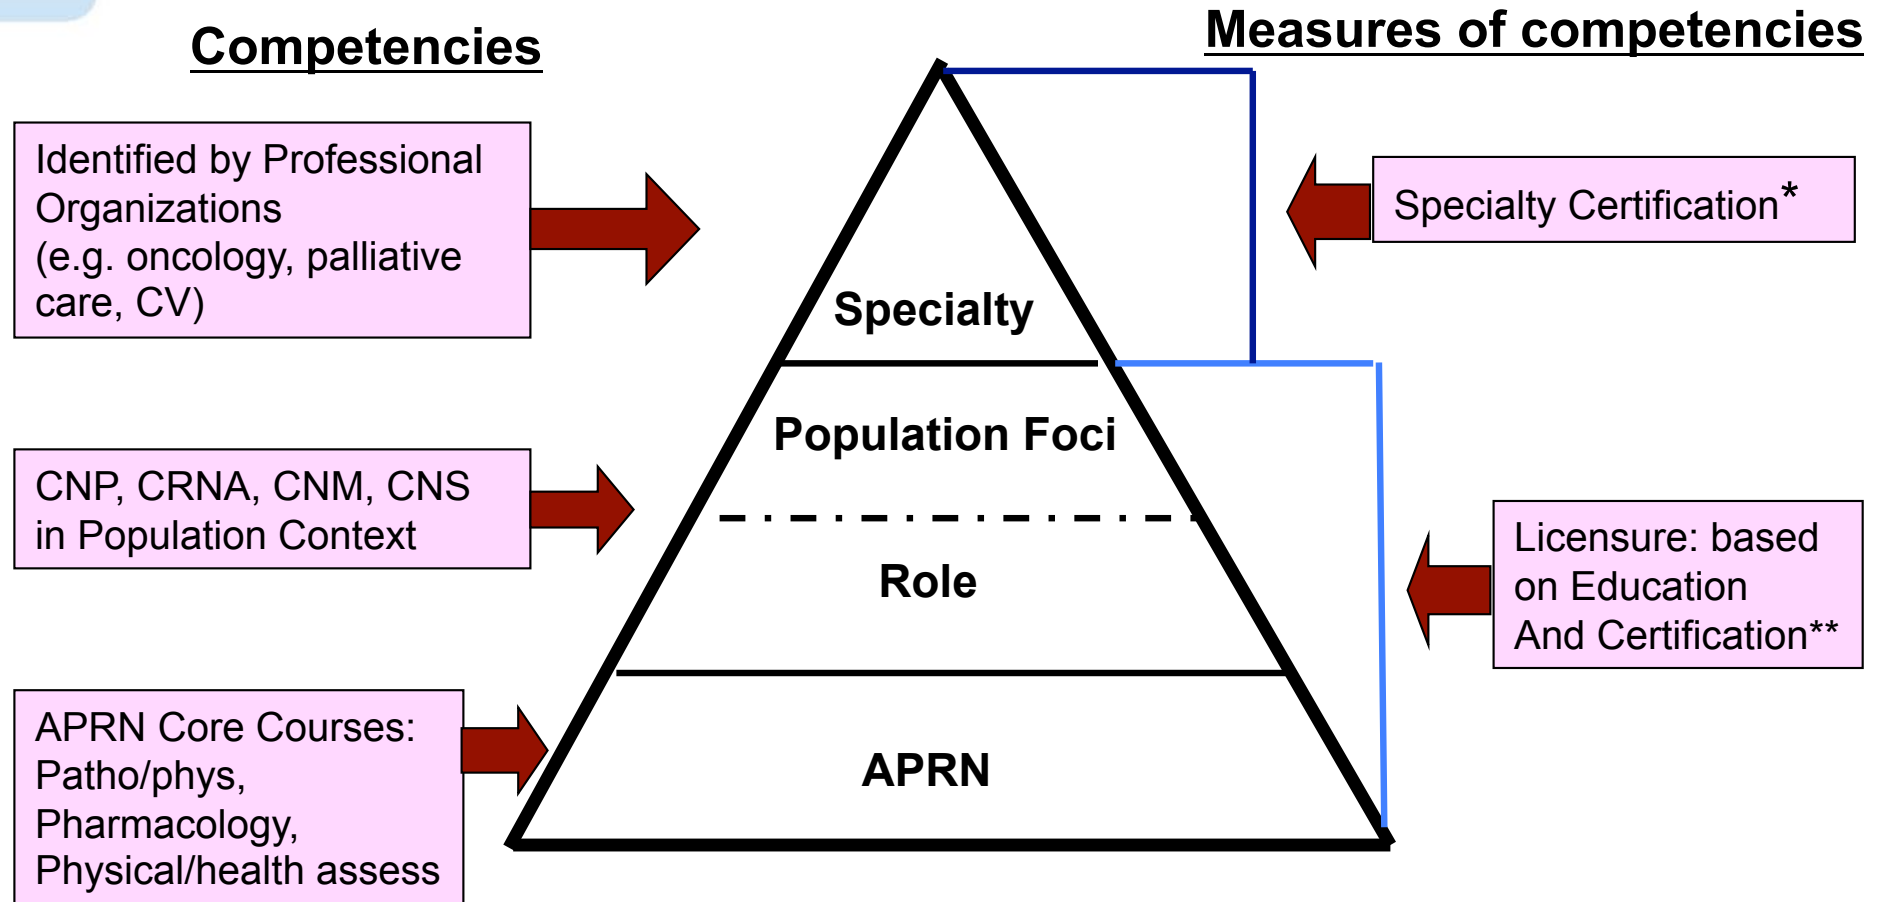 Competencies
Measures of competencies
Identified by Professional
Organizations
(e.g. oncology, palliative
care, CV)
Specialty Certification*
Specialty
Population Foci
CNP, CRNA, CNM, CNS
in Population Context
Role
Licensure: based
on Education
And Certification**
APRN Core Courses:
Patho/phys,
Pharmacology,
Physical/health assess
APRN